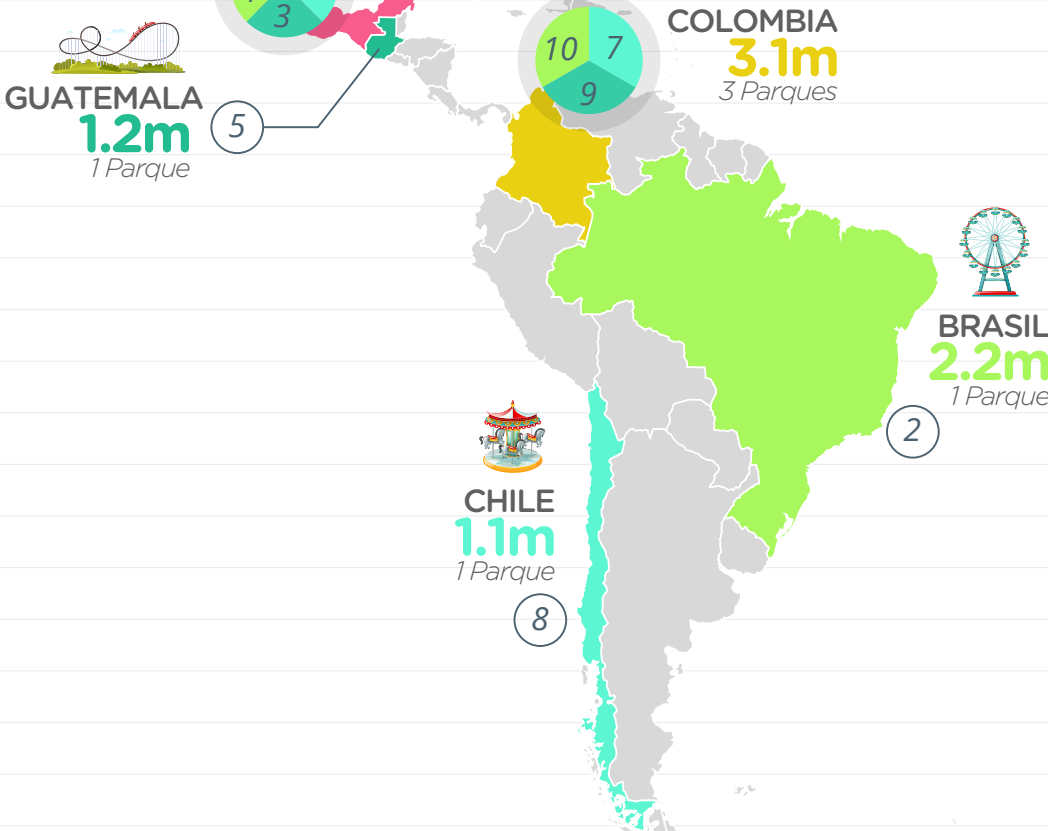 3
GUATEMALA
1.2m
1 Parque
5
10
7
9
COLOMBIA
3.1m
3 Parques
BRASIL
2.2m
1 Parque
2
CHILE
1.1m
1 Parque
8